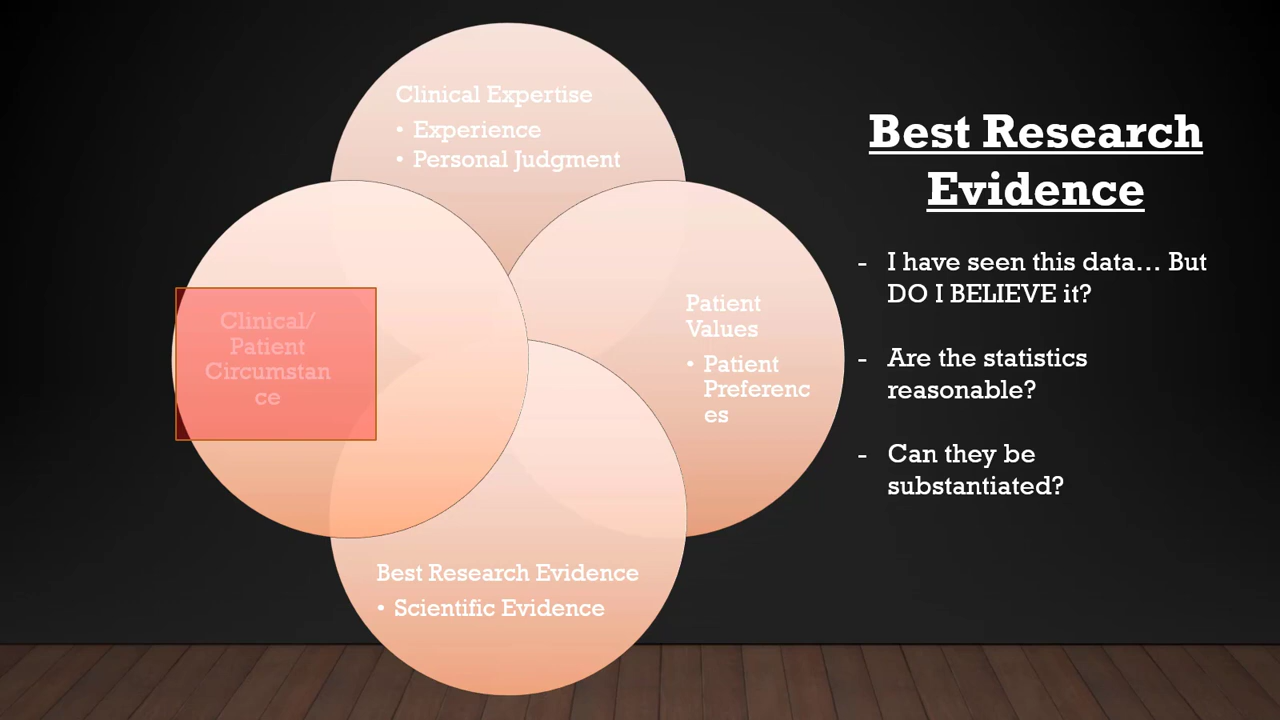 Clinical Expertise
• Experience
• Personal Judgment
Clinical/
Patient
Circumstan
ce
Patient
Values
• Patient
Preferenc
es
Best Research Evidence
• Scientific Evidence
Best Research
Evidence
- I have seen this data... But
DO I BELIEVE it?
- Are the statistics
reasonable?
- Can they be
substantiated?